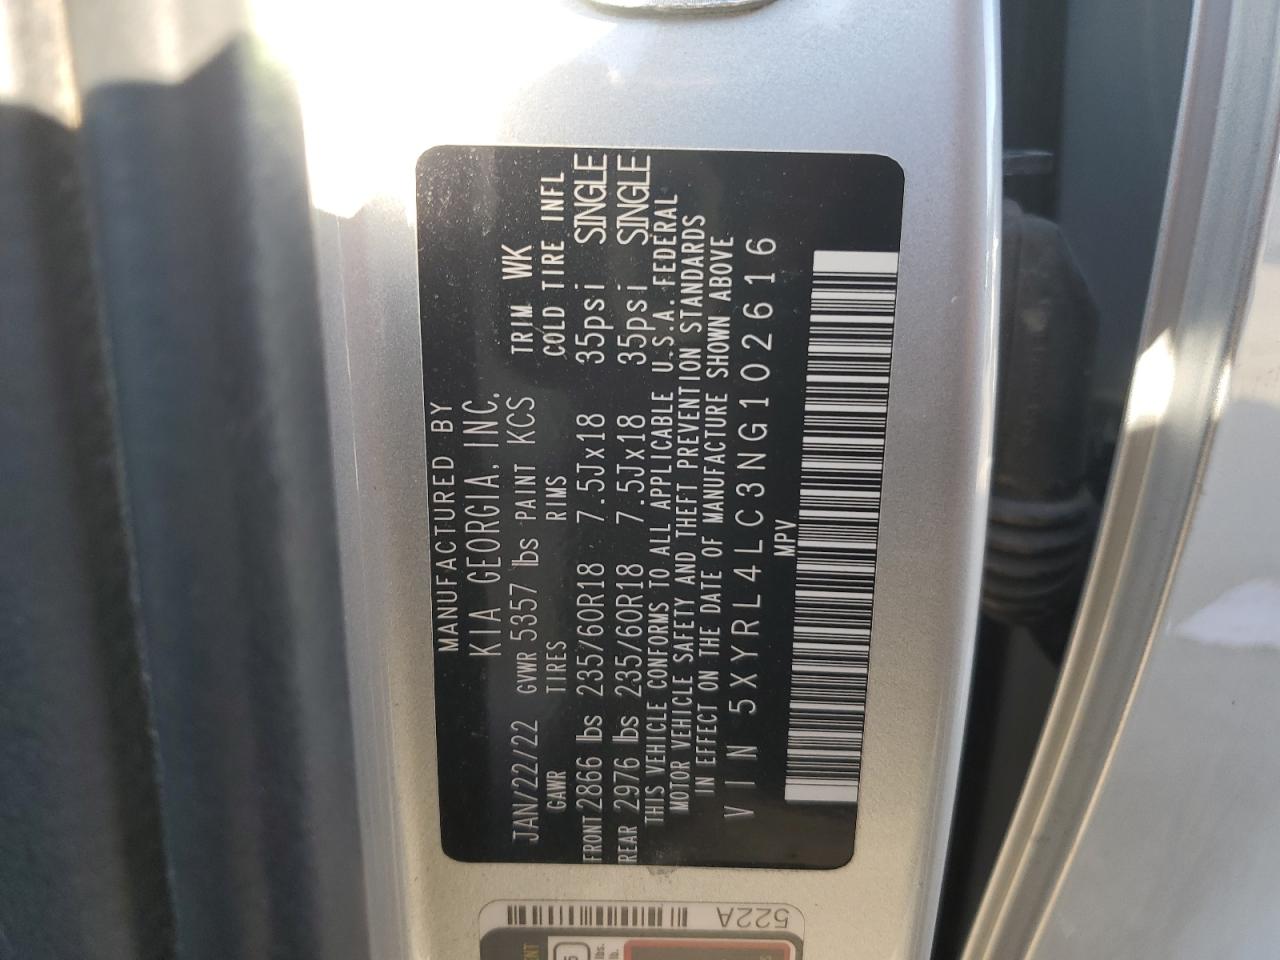 MANUFACTURED BY
KIA GEORGIA, INC.
JAN/22/22 GVWR 5357 lbs PAINT KCS TRIM WK
GAWR TIRES RIMS COLD TIRE INFL
FRONT 2866 lbs 235/60R18 7.5Jx18 35psi SINGLE
REAR 2976 lbs 235/60R18 7.5Jx18 35psi SINGLE
THIS VEHICLE CONFORMS TO ALL APPLICABLE U.S.A. FEDERAL
MOTOR VEHICLE SAFETY AND THEFT PREVENTION STANDARDS
IN EFFECT ON THE DATE OF MANUFACTURE SHOWN ABOVE
VIN 5XYRL4LC3NG102616
MPV
522A